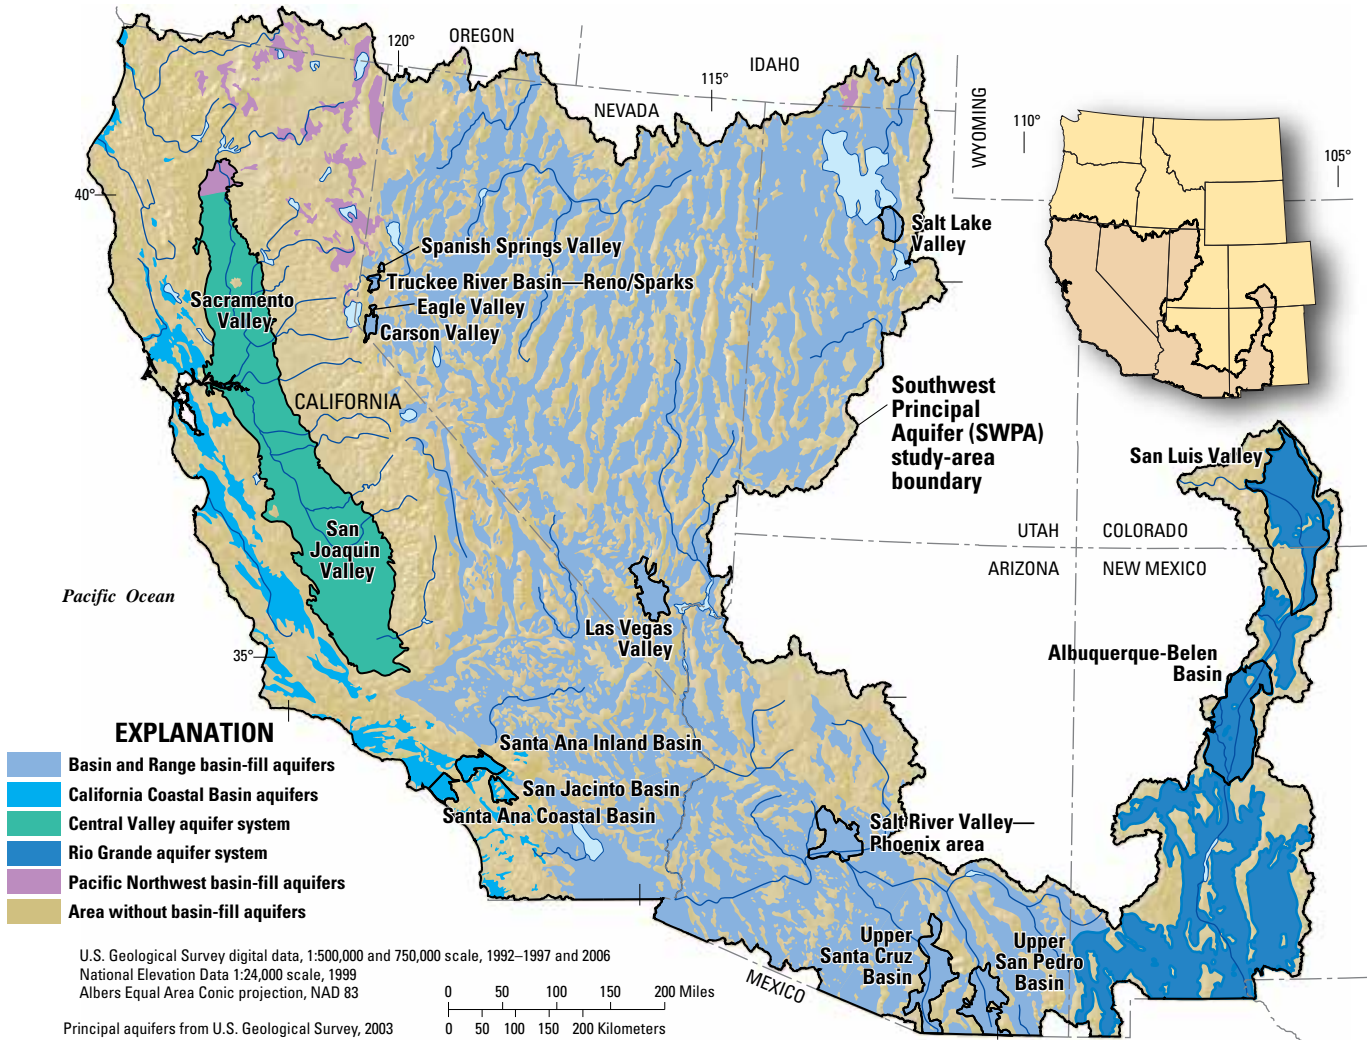 120°
OREGON
IDAHO
115°
NEVADA
WYOMING
110°
105°
40°
Salt Lake
Valley
Spanish Springs Valley
Truckee River Basin—Reno/Sparks
Eagle Valley
Carson Valley
Sacramento
Valley
CALIFORNIA
Southwest
Principal
Aquifer (SWPA)
study-area
boundary
San Luis Valley
San
Joaquin
Valley
UTAH
COLORADO
ARIZONA
NEW MEXICO
Pacific Ocean
Las Vegas
Valley
35°
Albuquerque-Belen
Basin
EXPLANATION
Basin and Range basin-fill aquifers
California Coastal Basin aquifers
Central Valley aquifer system
Rio Grande aquifer system
Pacific Northwest basin-fill aquifers
Area without basin-fill aquifers
Santa Ana Inland Basin
San Jacinto Basin
Santa Ana Coastal Basin
Salt River Valley—
Phoenix area
Upper
Santa Cruz
Basin
Upper
San Pedro
Basin
MEXICO
U.S. Geological Survey digital data, 1:500,000 and 750,000 scale, 1992–1997 and 2006
National Elevation Data 1:24,000 scale, 1999
Albers Equal Area Conic projection, NAD 83
Principal aquifers from U.S. Geological Survey, 2003
0 50 100 150 200 Miles
0 50 100 150 200 Kilometers